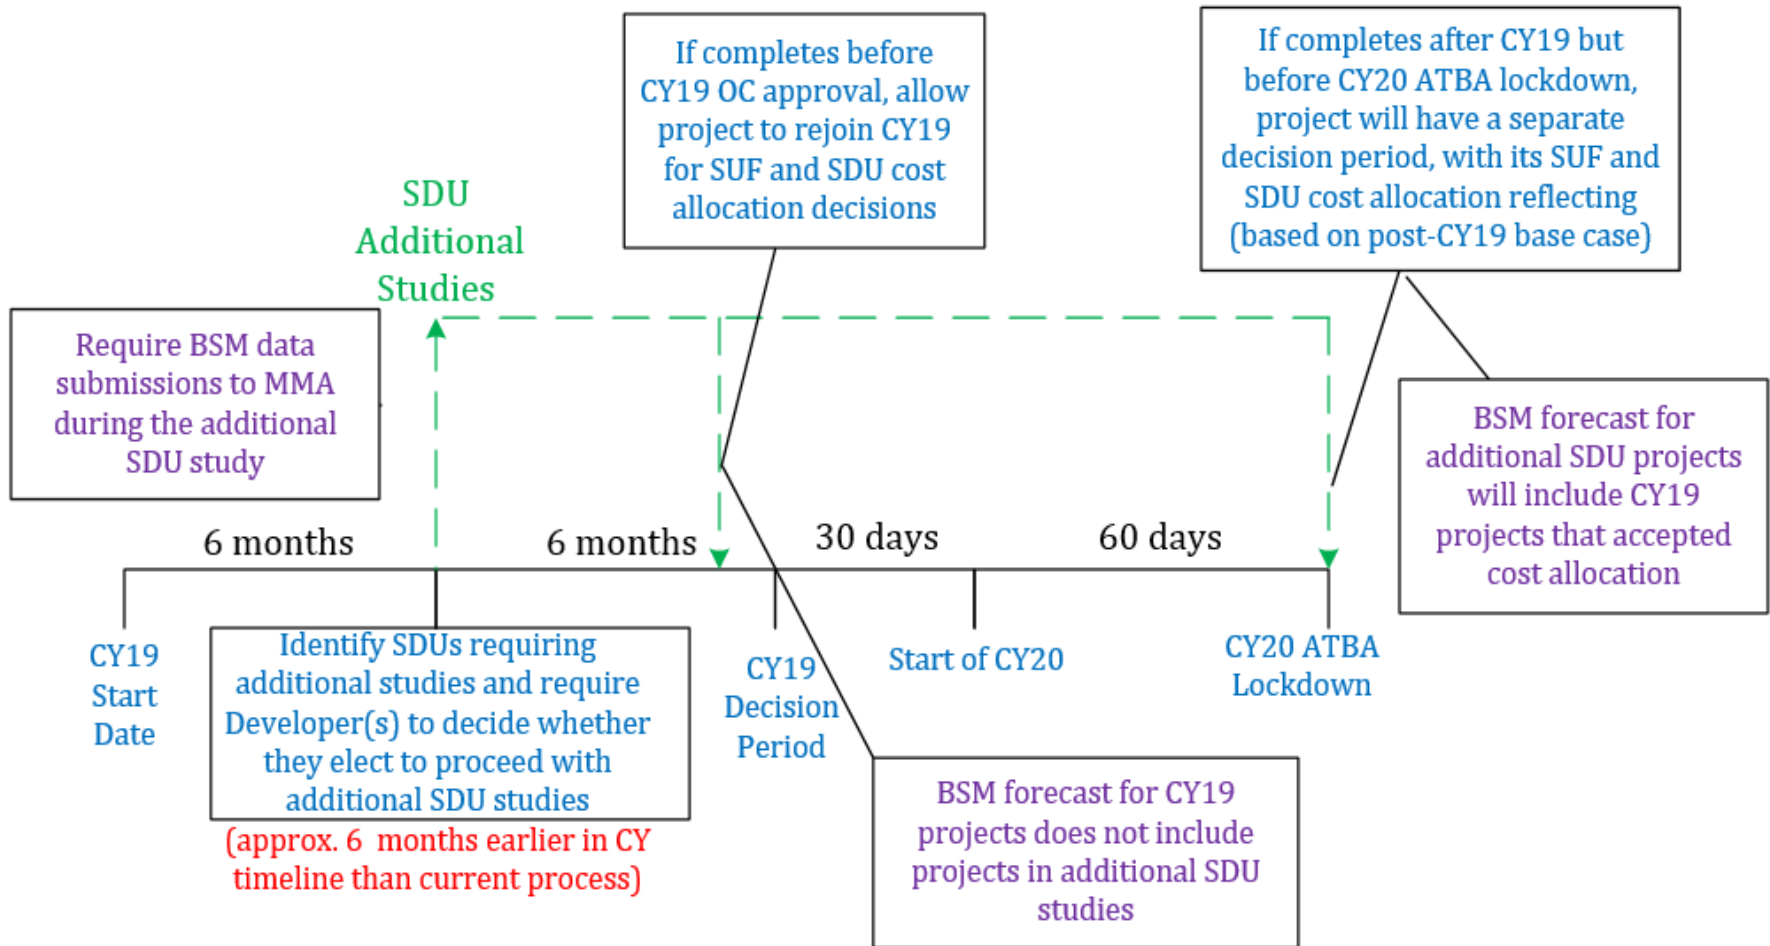 If completes before
CY19 OC approval, allow
project to rejoin CY19
for SUF and SDU cost
allocation decisions
If completes after CY19 but
before CY20 ATBA lockdown,
project will have a separate
decision period, with its SUF and
SDU cost allocation reflecting
(based on post-CY19 base case)
SDU
Additional
Studies
Require BSM data
submissions to MMA
during the additional
SDU study
BSM forecast for
additional SDU projects
will include CY19
projects that accepted
cost allocation
6 months
6 months
30 days
60 days
CY19
Start
Date
Identify SDUs requiring
additional studies and require
Developer(s) to decide whether
they elect to proceed with
additional SDU studies
(approx. 6 months earlier in CY
timeline than current process)
CY19
Decision
Period
Start of CY20
CY20 ATBA
Lockdown
BSM forecast for CY19
projects does not include
projects in additional SDU
studies